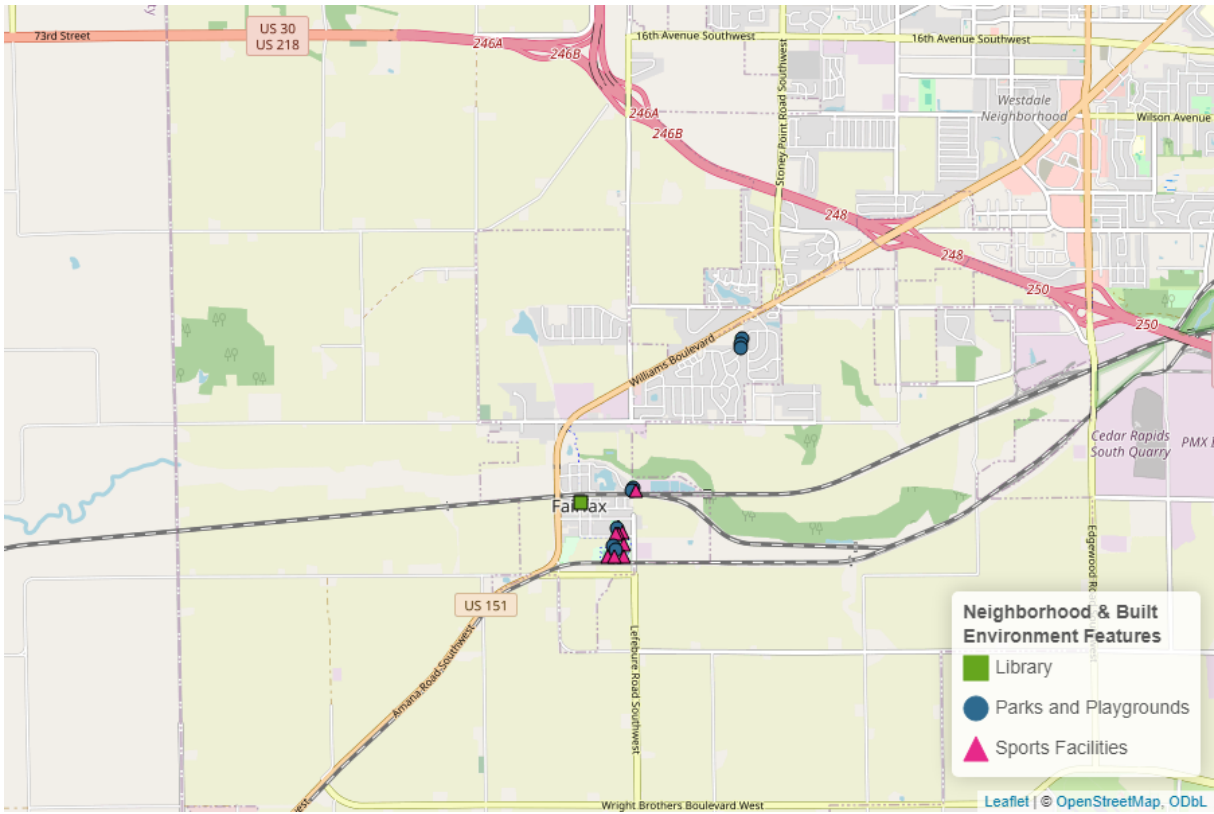 73rd Street
US 30
US 218
246A
246B
16th Avenue Southwest
16th Avenue Southwest
246A
246B
Westdale
Neighborhood
Wilson Avenue
Stoney Point Road Southwest
248
248
250
250
Williams Boulevard
Cedar Rapids
South Quarry
PMX
Fairfax
US 151
Amana Road Southwest
Lefebure Road Southwest
Wright Brothers Boulevard West
Neighborhood & Built
Environment Features
Library
Parks and Playgrounds
Sports Facilities
Leaflet | © OpenStreetMap, ODbL